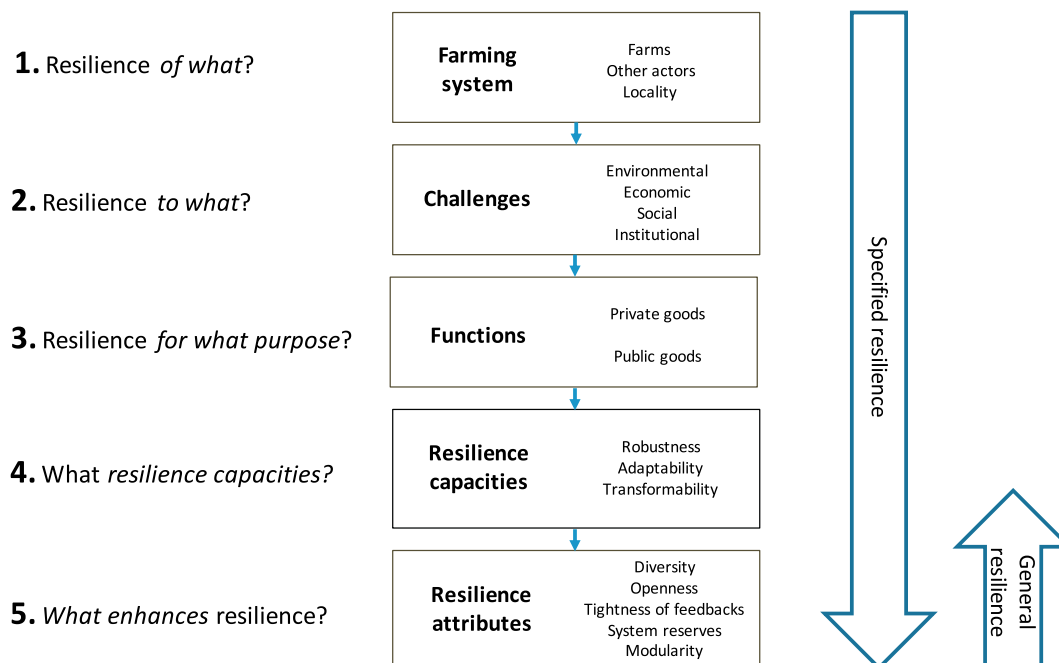 1. Resilience of what?
Farming
system
Farms
Other actors
Locality
2. Resilience to what?
Challenges
Environmental
Economic
Social
Institutional
3. Resilience for what purpose?
Functions
Private goods
Public goods
4. What resilience capacities?
Resilience
capacities
Robustness
Adaptability
Transformability
5. What enhances resilience?
Resilience
attributes
Diversity
Openness
Tightness of feedbacks
System reserves
Modularity
Specified resilience
General
resilience